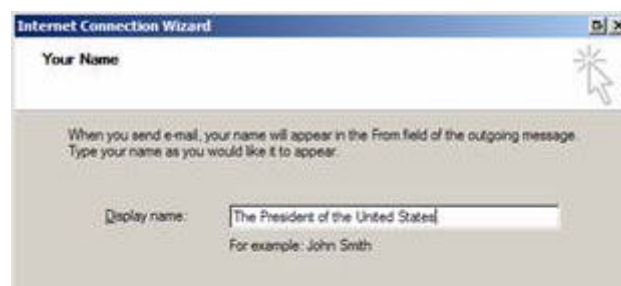 Internet Connection Wizard
Your Name
When you send e-mail, your name will appear in the From field of the outgoing message.
Type your name as you would like it to appear.
Display name: The President of the United States
For example: John Smith